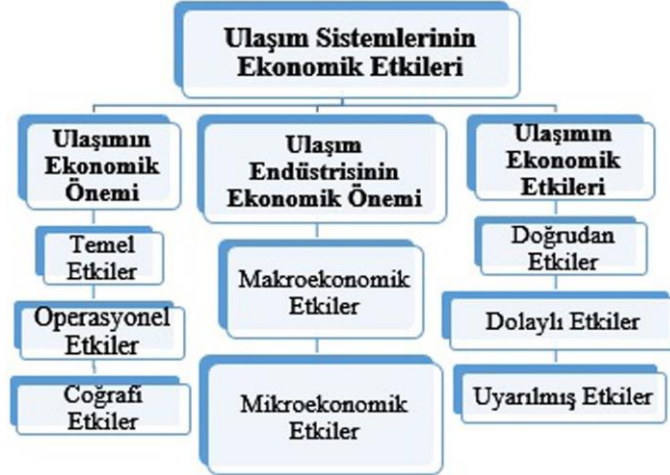 Ulaşım Sistemlerinin
Ekonomik Etkileri
Ulaşımın
Ekonomik
Önemi
Temel
Etkiler
Operasyonel
Etkiler
Coğrafi
Etkiler
Ulaşım
Endüstrisinin
Ekonomik Önemi
Makroekonomik
Etkiler
Mikroekonomik
Etkiler
Ulaşımın
Ekonomik
Etkileri
Doğrudan
Etkiler
Dolaylı Etkiler
Uyarılmış Etkiler